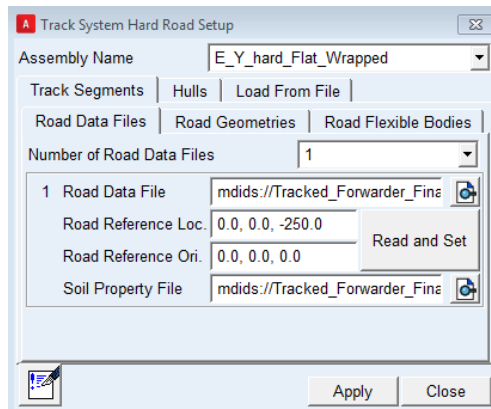 Track System Hard Road Setup
Assembly Name E_Y_hard_Flat_Wrapped
Track Segments Hulls Load From File
Road Data Files Road Geometries Road Flexible Bodies
Number of Road Data Files 1
1 Road Data File mdids://Tracked_Forwarder_Fina
Road Reference Loc. 0.0, 0.0, -250.0
Read and Set
Road Reference Ori. 0.0, 0.0, 0.0
Soil Property File mdids://Tracked_Forwarder_Fina
Apply Close